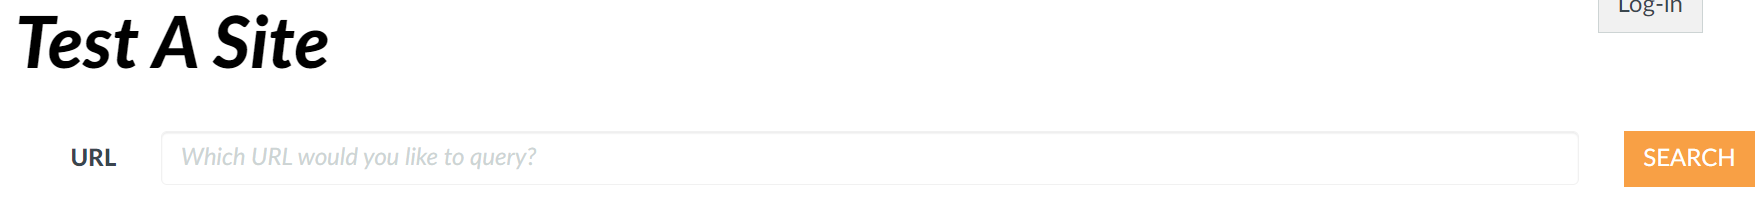 Test A Site
Log-In
URL
Which URL would you like to query?
SEARCH